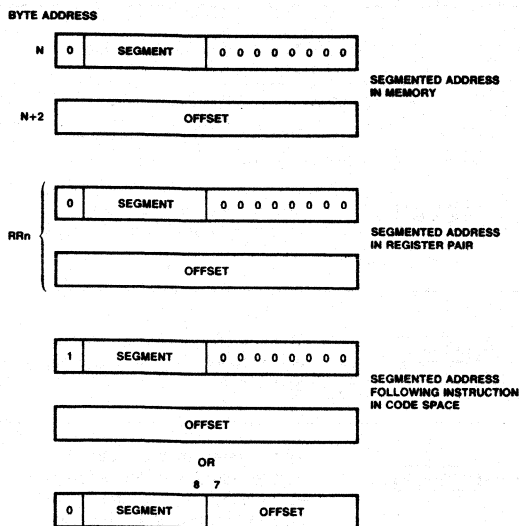 BYTE ADDRESS
N 0 SEGMENT 0 0 0 0 0 0 0 0
SEGMENTED ADDRESS
IN MEMORY
N+2 OFFSET
0 SEGMENT 0 0 0 0 0 0 0 0
RRn
SEGMENTED ADDRESS
IN REGISTER PAIR
OFFSET
1 SEGMENT 0 0 0 0 0 0 0 0
SEGMENTED ADDRESS
FOLLOWING INSTRUCTION
IN CODE SPACE
OFFSET
OR
8 7
0 SEGMENT OFFSET